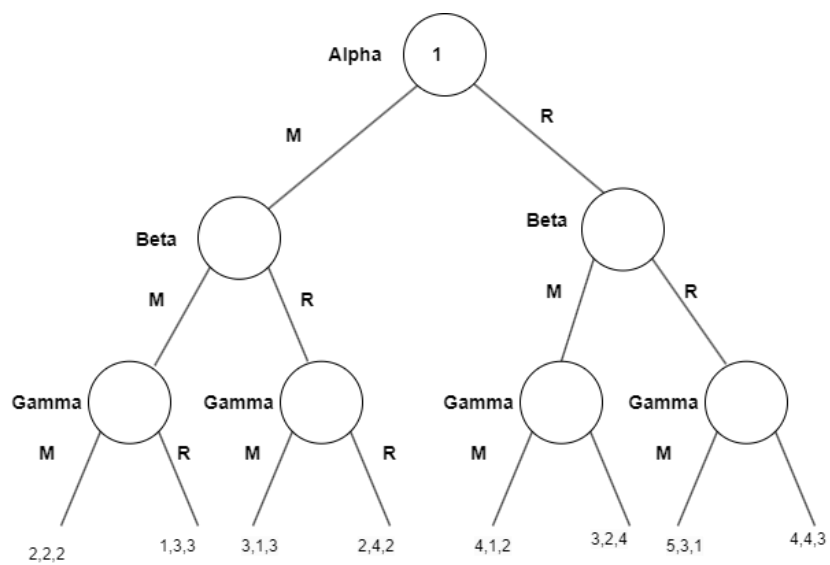 Alpha 1
M R
Beta Beta
M R M R
Gamma Gamma Gamma Gamma
M R M R M M
2,2,2 1,3,3 3,1,3 2,4,2 4,1,2 3,2,4 5,3,1 4,4,3